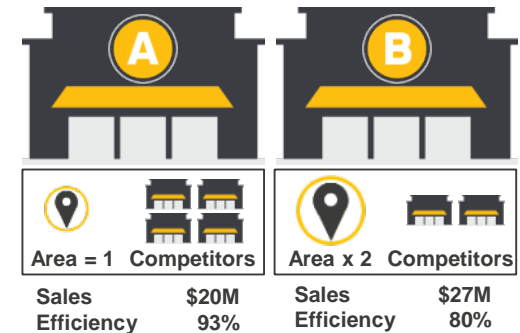 A
B
Area = 1 Competitors
Area x 2 Competitors
Sales $20M
Efficiency 93%
Sales $27M
Efficiency 80%